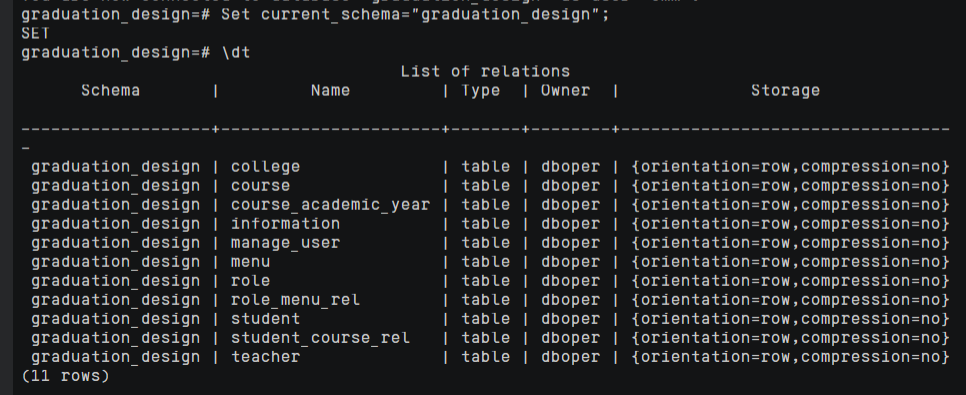 graduation_design=# Set current_schema="graduation_design";
SET
graduation_design=# \dt
List of relations
Schema | Name | Type | Owner | Storage
-------------------+----------------------+-------+--------+---------------------------------
-
graduation_design | college | table | dboper | {orientation=row,compression=no}
graduation_design | course | table | dboper | {orientation=row,compression=no}
graduation_design | course_academic_year | table | dboper | {orientation=row,compression=no}
graduation_design | information | table | dboper | {orientation=row,compression=no}
graduation_design | manage_user | table | dboper | {orientation=row,compression=no}
graduation_design | menu | table | dboper | {orientation=row,compression=no}
graduation_design | role | table | dboper | {orientation=row,compression=no}
graduation_design | role_menu_rel | table | dboper | {orientation=row,compression=no}
graduation_design | student | table | dboper | {orientation=row,compression=no}
graduation_design | student_course_rel | table | dboper | {orientation=row,compression=no}
graduation_design | teacher | table | dboper | {orientation=row,compression=no}
(11 rows)